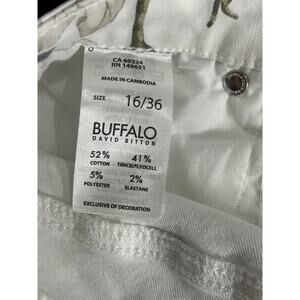 CA 60224
RN 149651
MADE IN CAMBODIA
SIZE 16/36
BUFFALO
DAVID BITTON
52% 41%
COTTON TENCEL/LYOCELL
5% 2%
POLYESTER ELASTANE
EXCLUSIVE OF DECORATION